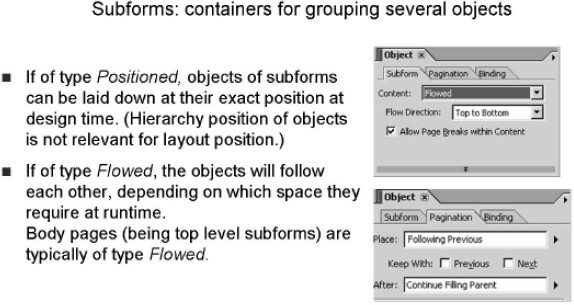 Subforms: containers for grouping several objects
If of type Positioned, objects of subforms
can be laid down at their exact position at
design time. (Hierarchy position of objects
is not relevant for layout position.)
If of type Flowed, the objects will follow
each other, depending on which space they
require at runtime.
Body pages (being top level subforms) are
typically of type Flowed.
Object
Subform Pagination Binding
Content: Flowed
Flow Direction: Top to Bottom
Allow Page Breaks within Content
Object
Subform Pagination Binding
Place: Following Previous
Keep With: Previous Next
After: Continue Filling Parent